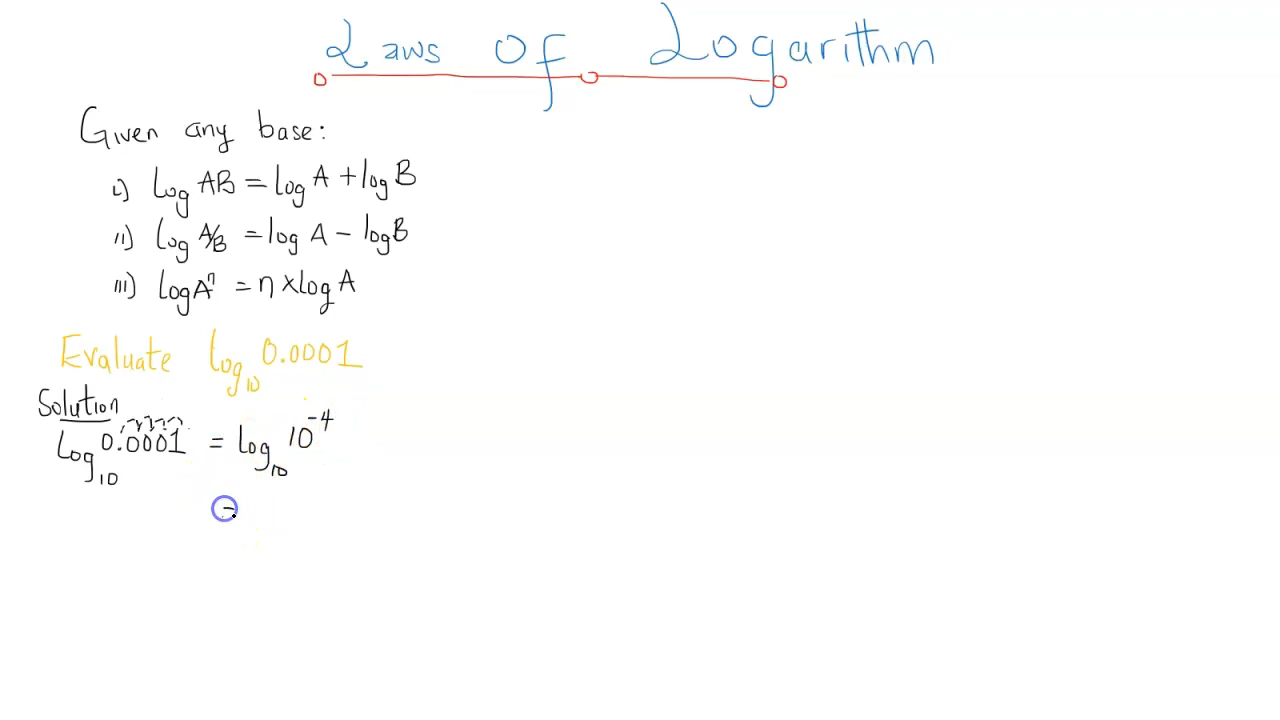 Laws Of Logarithm
Given any base:
i) log AB = log A + log B
ii) log A/B = log A - log B
iii) log Aⁿ = n x log A
Evaluate log₁₀ 0.0001
Solution
log₁₀ 0.0001 = log₁₀ 10⁻⁴
=